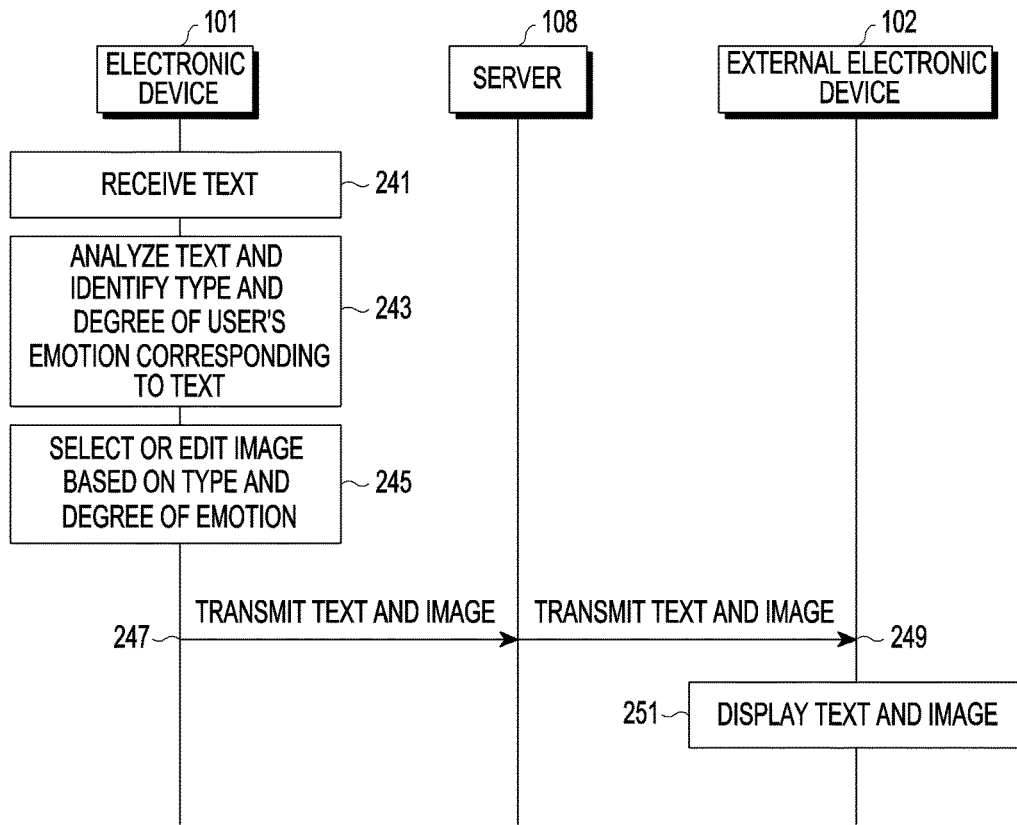 101
108
102
ELECTRONIC
DEVICE
SERVER
EXTERNAL ELECTRONIC
DEVICE
RECEIVE TEXT
241
ANALYZE TEXT AND
IDENTIFY TYPE AND
DEGREE OF USER'S
EMOTION CORRESPONDING
TO TEXT
243
SELECT OR EDIT IMAGE
BASED ON TYPE AND
DEGREE OF EMOTION
245
TRANSMIT TEXT AND IMAGE
TRANSMIT TEXT AND IMAGE
247
249
251
DISPLAY TEXT AND IMAGE